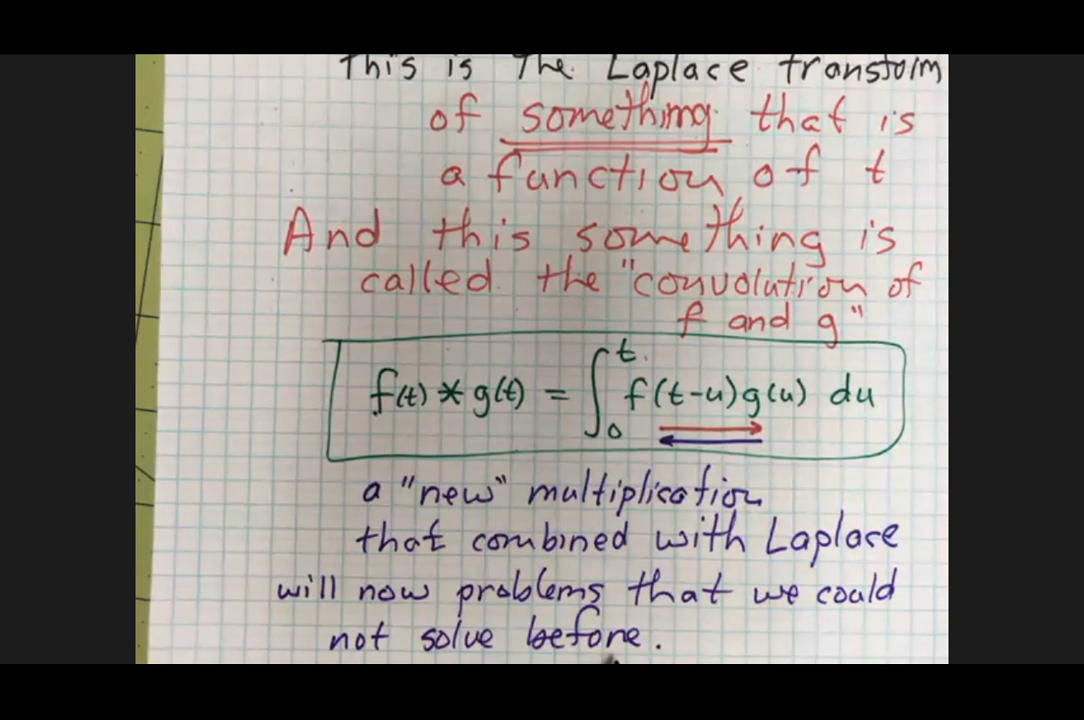 This is The Laplace transform
of something that is
a function of t
And this something is
called the "convolution of
f and g"
f(t) * g(t) = ∫₀ᵗ f(t-u)g(u) du
a "new" multiplication
that combined with Laplace
will now problems that we could
not solve before.